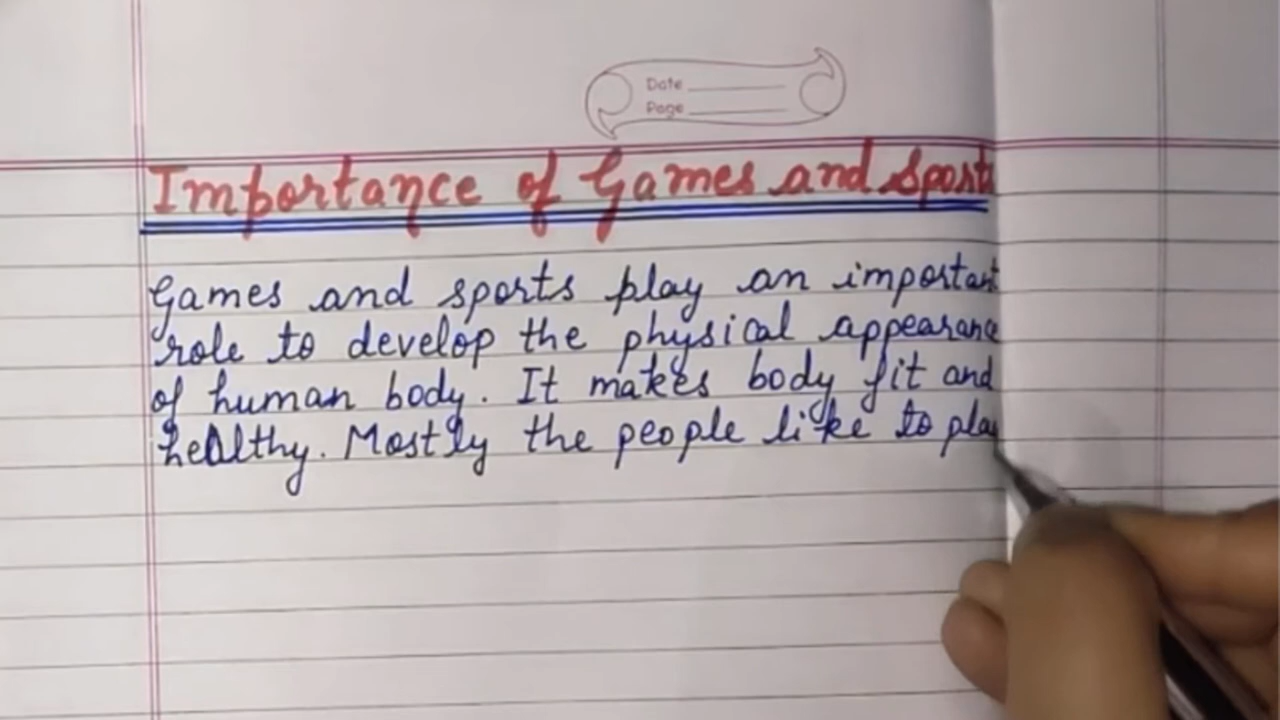 Date
Page
Importance of Games and Sports
Games and sports play an important
role to develop the physical appearance
of human body. It makes body fit and
healthy. Mostly the people like to play